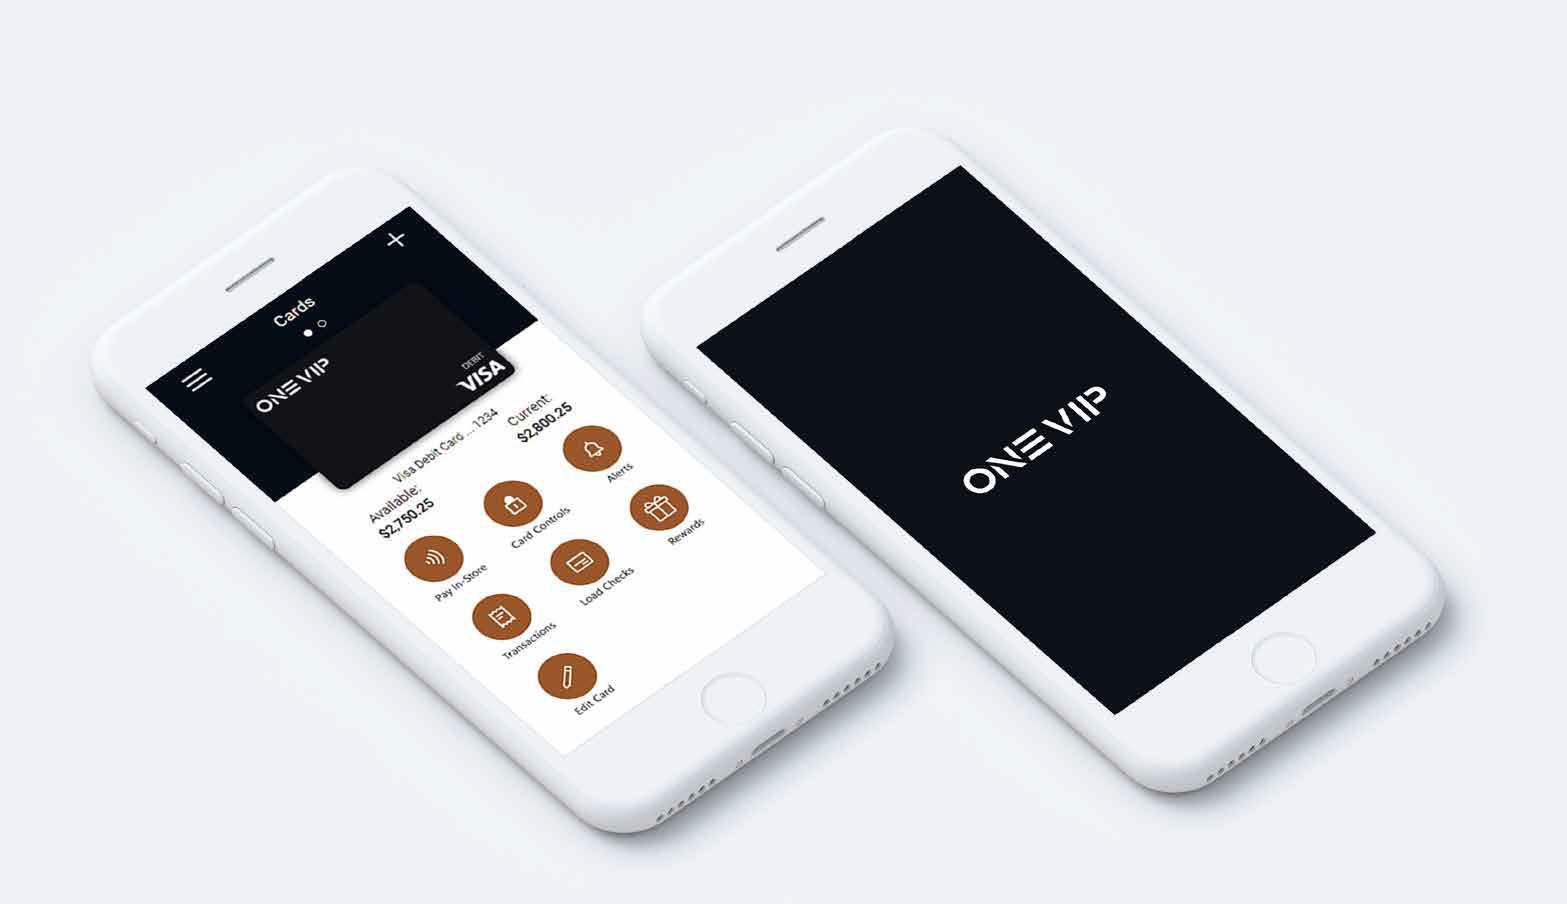 Cards
ONE VIP
DEBIT
VISA
Visa Debit Card ... 1234
Available:
$2,750.25
Current:
$2,800.25
Pay In-Store
Card Controls
Alerts
Transactions
Load Checks
Rewards
Edit Card
ONE VIP